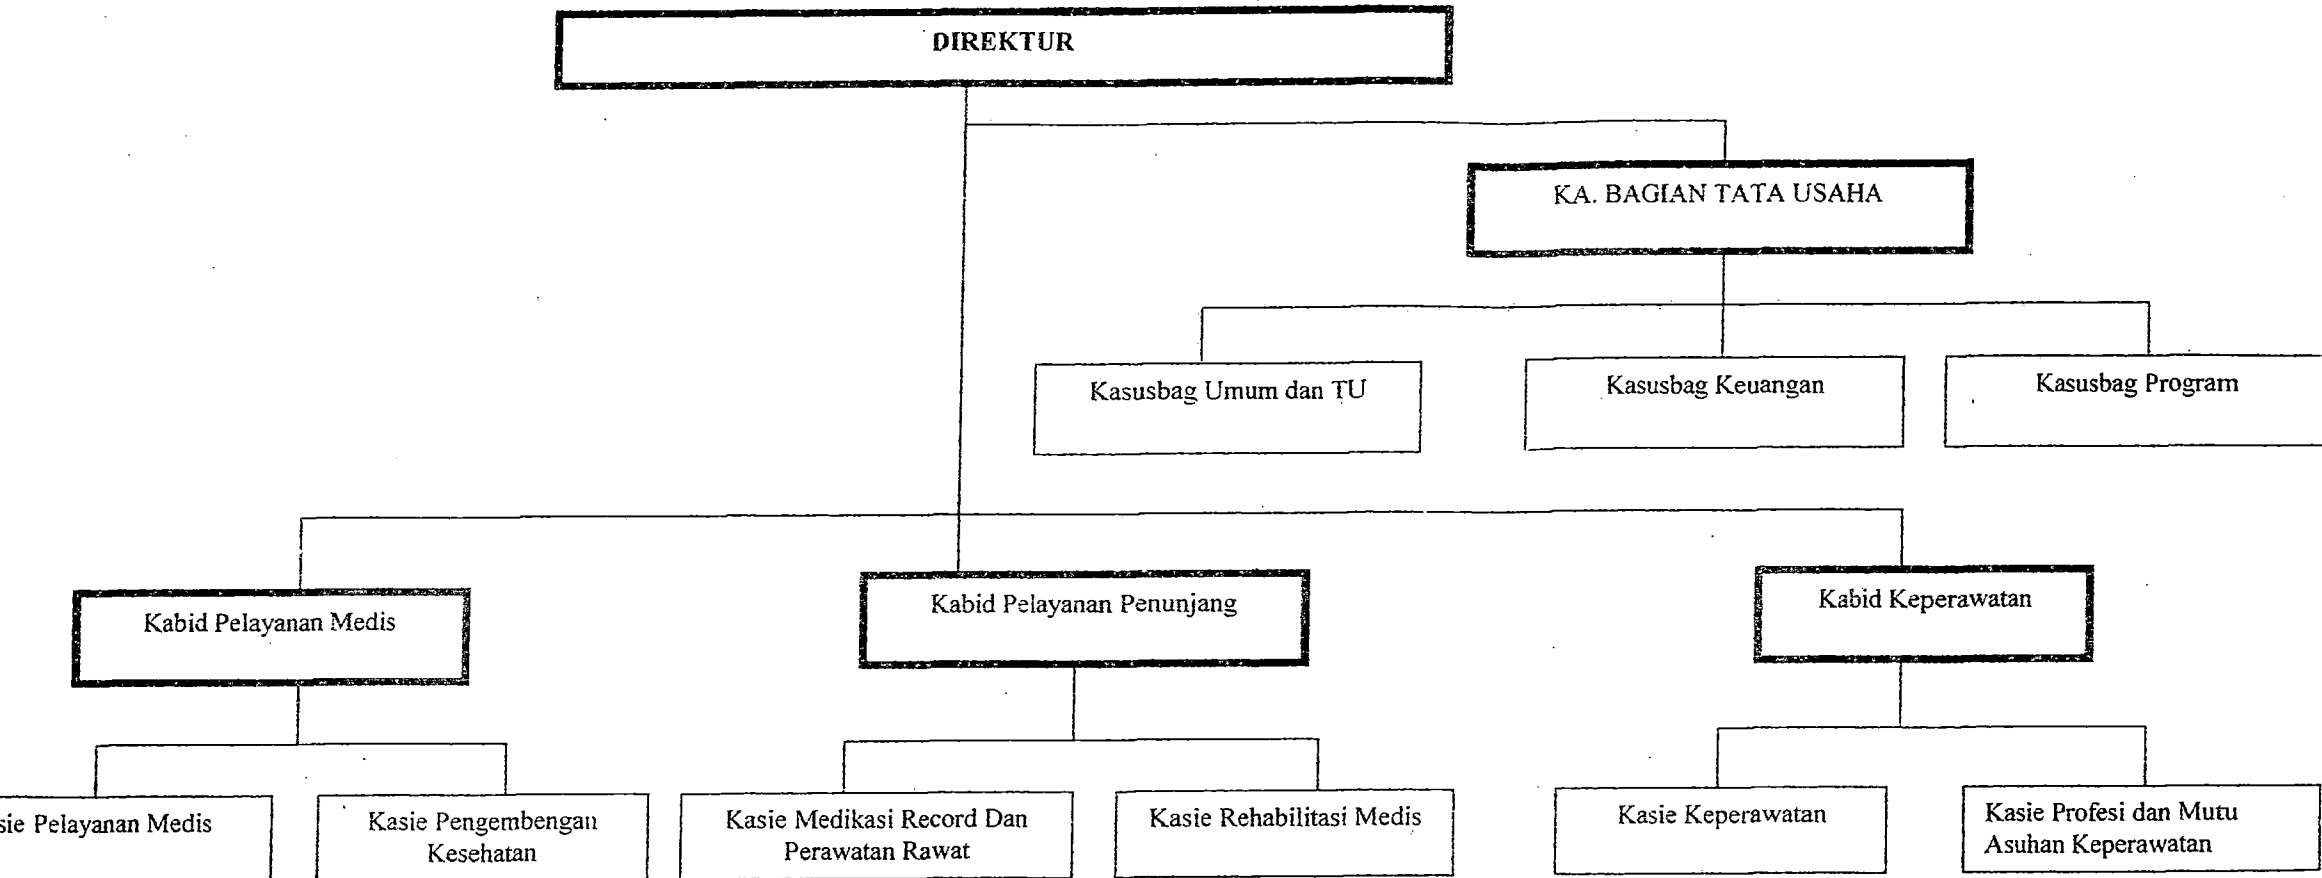 DIREKTUR
KA. BAGIAN TATA USAHA
Kasusbag Umum dan TU
Kasusbag Keuangan
Kasusbag Program
Kabid Pelayanan Medis
Kabid Pelayanan Penunjang
Kabid Keperawatan
sie Pelayanan Medis
Kasie Pengembengan
Kesehatan
Kasie Medikasi Record Dan
Perawatan Rawat
Kasie Rehabilitasi Medis
Kasie Keperawatan
Kasie Profesi dan Mutu
Asuhan Keperawatan